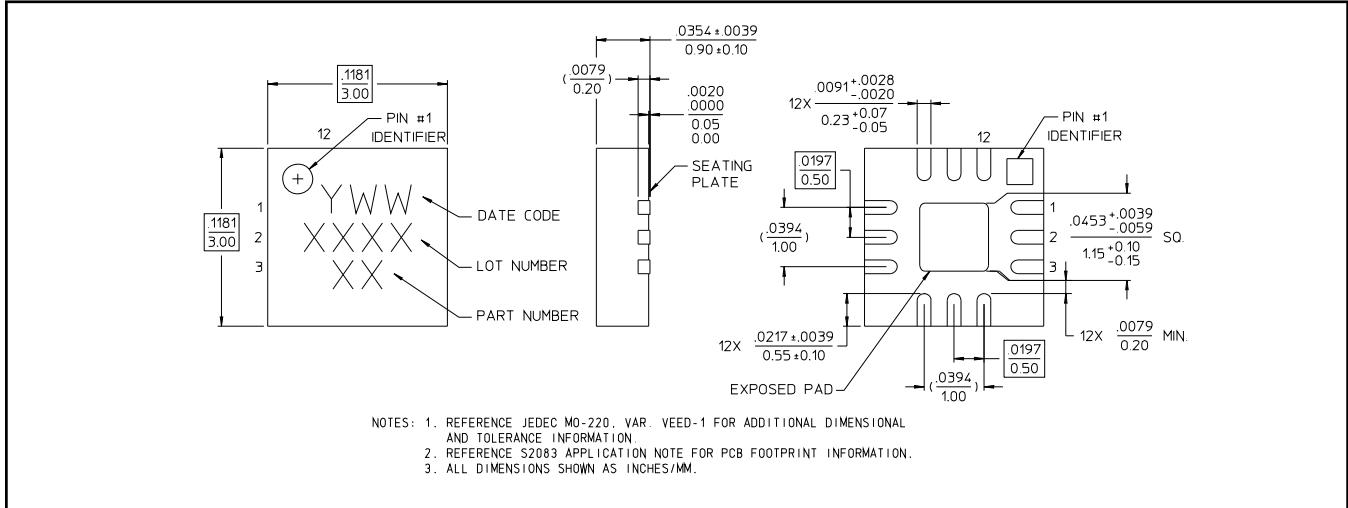 .1181
3.00
12
PIN #1
IDENTIFIER
.1181
3.00
1
2
3
YWW
XXXX
XX
DATE CODE
LOT NUMBER
PART NUMBER
.0354±.0039
0.90±0.10
(.0079
0.20)
.0020
.0000
0.05
0.00
SEATING
PLATE
12X .0091 +.0028 -.0020
0.23 +0.07 -0.05
12
PIN #1
IDENTIFIER
.0197
0.50
(.0394
1.00)
1
2
3
.0453 +.0039 -.0059 SQ.
1.15 +0.10 -0.15
12X .0217±.0039
0.55±0.10
12X .0079 MIN.
0.20
.0197
0.50
EXPOSED PAD
(.0394
1.00)
NOTES: 1. REFERENCE JEDEC MO-220, VAR. VEED-1 FOR ADDITIONAL DIMENSIONAL
AND TOLERANCE INFORMATION.
2. REFERENCE S2083 APPLICATION NOTE FOR PCB FOOTPRINT INFORMATION.
3. ALL DIMENSIONS SHOWN AS INCHES/MM.